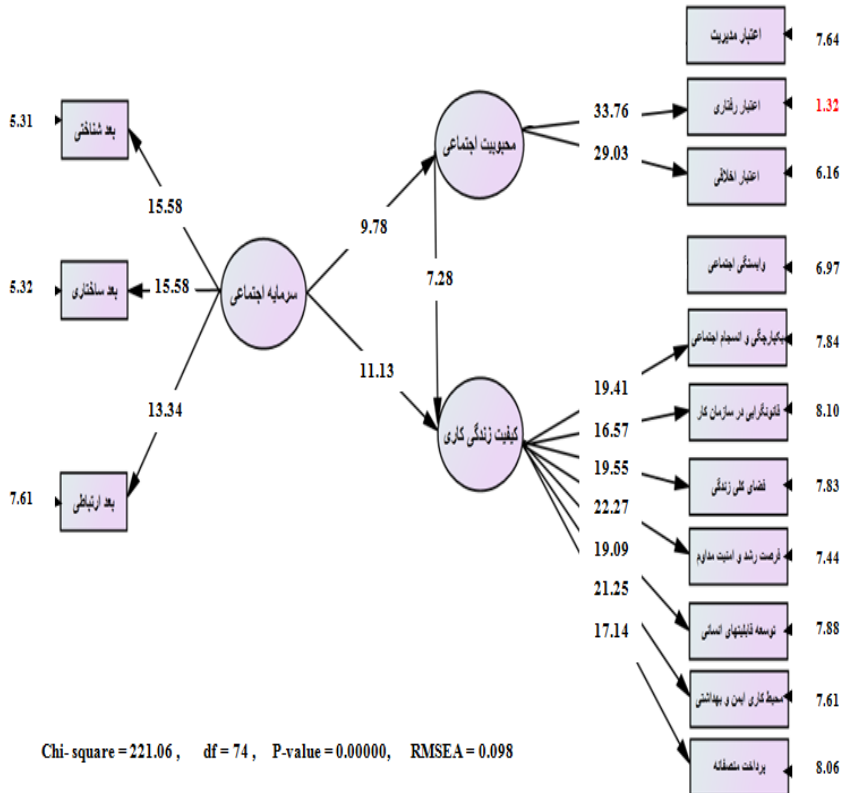 اعتبار مدیریت
7.64
5.31
بعد شناختی
33.76
اعتبار رفتاری
1.32
محبوبیت اجتماعی
29.03
اعتبار اخلاقی
6.16
15.58
9.78
وابستگی اجتماعی
6.97
5.32
بعد ساختاری
15.58
سرمایه اجتماعی
7.28
یکپارچگی و انسجام اجتماعی
7.84
11.13
19.41
13.34
16.57
قانونگرایی در سازمان کار
8.10
کیفیت زندگی کاری
19.55
فضای کلی زندگی
7.83
7.61
بعد ارتباطی
22.27
فرصت رشد و امنیت مداوم
7.44
19.09
21.25
توسعه قابلیتهای انسانی
7.88
17.14
محیط کاری ایمن و بهداشتی
7.61
پرداخت منصفانه
8.06
Chi- square = 221.06 , df = 74 , P-value = 0.00000, RMSEA = 0.098